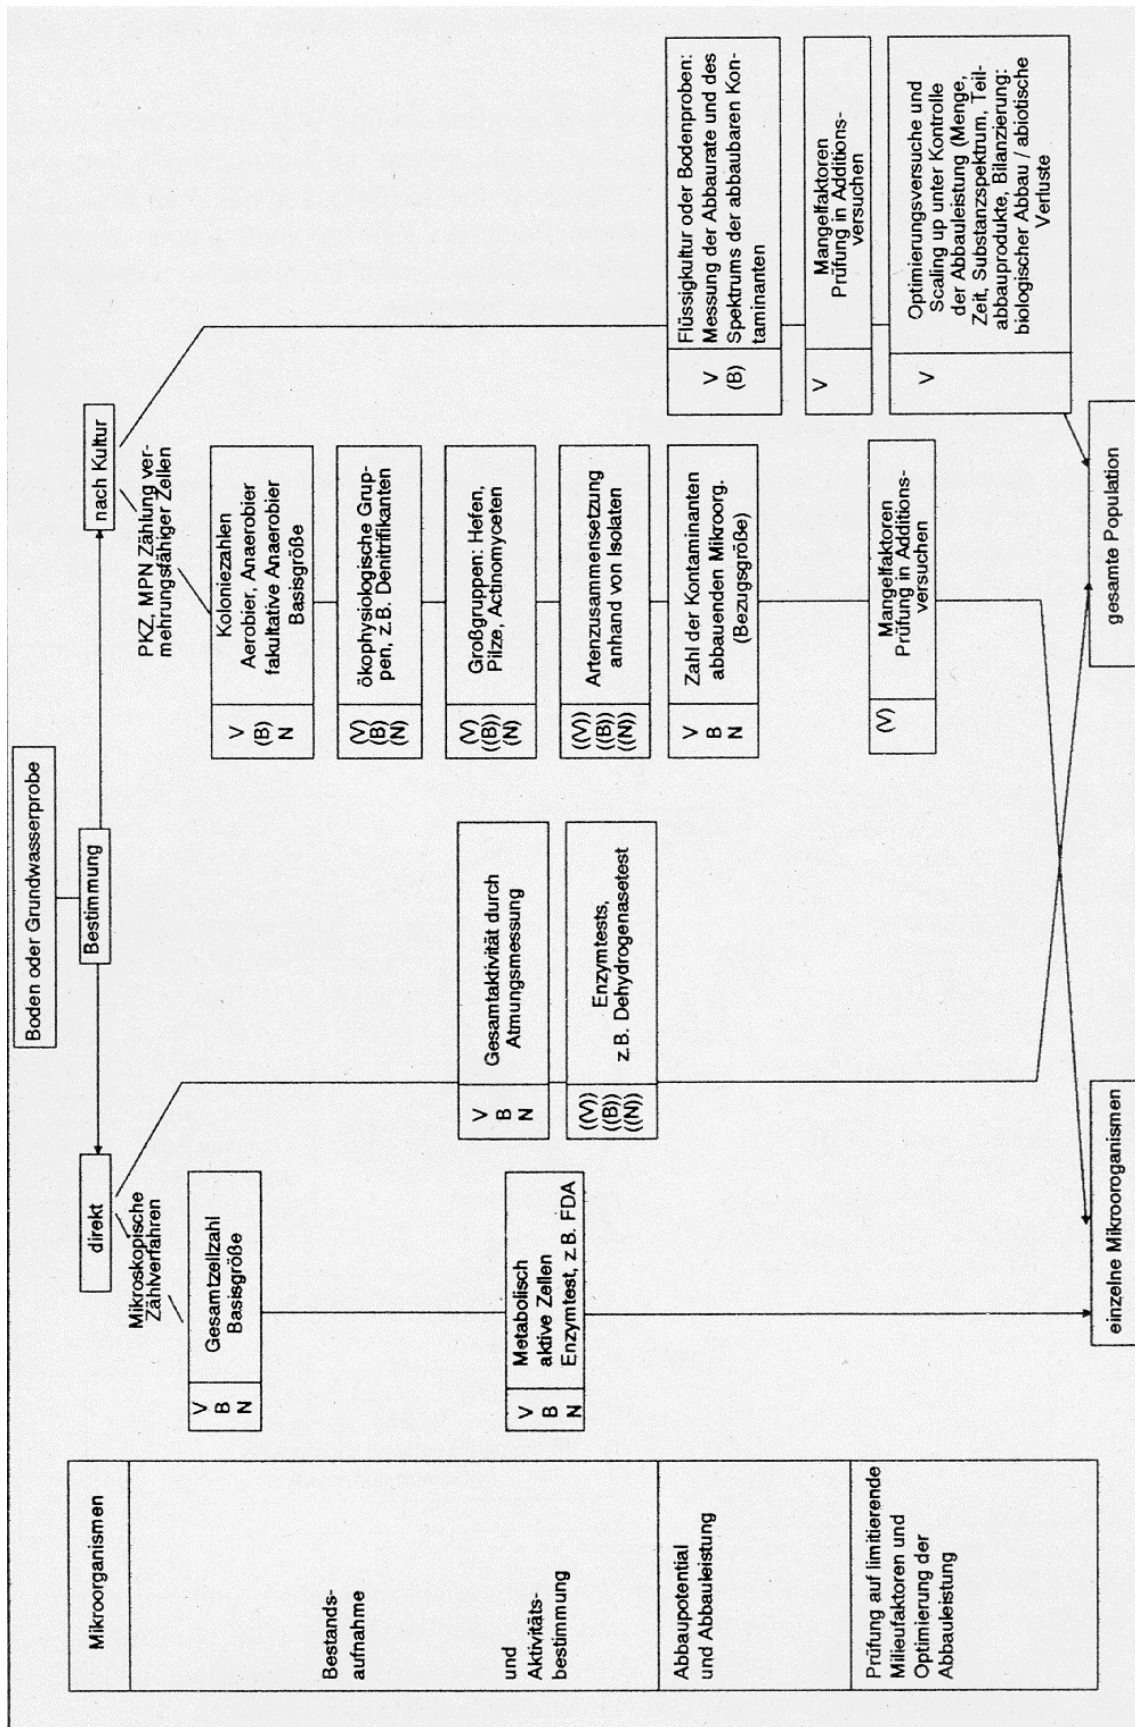 Boden oder Grundwasserprobe
Bestimmung
direkt
nach Kultur
Mikroskopische
Zählverfahren
PKZ, MPN Zählung ver-
mehrungsfähiger Zellen
Mikroorganismen
Bestands-
aufnahme
und
Aktivitäts-
bestimmung
Abbaupotential
und Abbauleistung
Prüfung auf limitierende
Milieufaktoren und
Optimierung der
Abbauleistung
V
B
N
Gesamtzellzahl
Basisgröße
V
B
N
Metabolisch
aktive Zellen
Enzymtest, z.B. FDA
V
B
N
Gesamtaktivität durch
Atmungsmessung
((V))
((B))
((N))
Enzymtests,
z.B. Dehydrogenasetest
V
(B)
N
Koloniezahlen
Aerobier, Anaerobier
fakultative Anaerobier
Basisgröße
(V)
(B)
(N)
ökophysiologische Grup-
pen, z.B. Denitrifikanten
(V)
((B))
(N)
Großgruppen: Hefen,
Pilze, Actinomyceten
((V))
((B))
((N))
Artenzusammensetzung
anhand von Isolaten
V
B
N
Zahl der Kontaminanten
abbauenden Mikroorg.
(Bezugsgröße)
(V)
Mangelfaktoren
Prüfung in Additions-
versuchen
V
(B)
Flüssigkultur oder Bodenproben:
Messung der Abbaurate und des
Spektrums der abbaubaren Kon-
taminanten
V
Mangelfaktoren
Prüfung in Additions-
versuchen
V
Optimierungsversuche und
Scaling up unter Kontrolle
der Abbauleistung (Menge,
Zeit, Substanzspektrum, Teil-
abbauprodukte, Bilanzierung:
biologischer Abbau / abiotische
Verluste
einzelne Mikroorganismen
gesamte Population